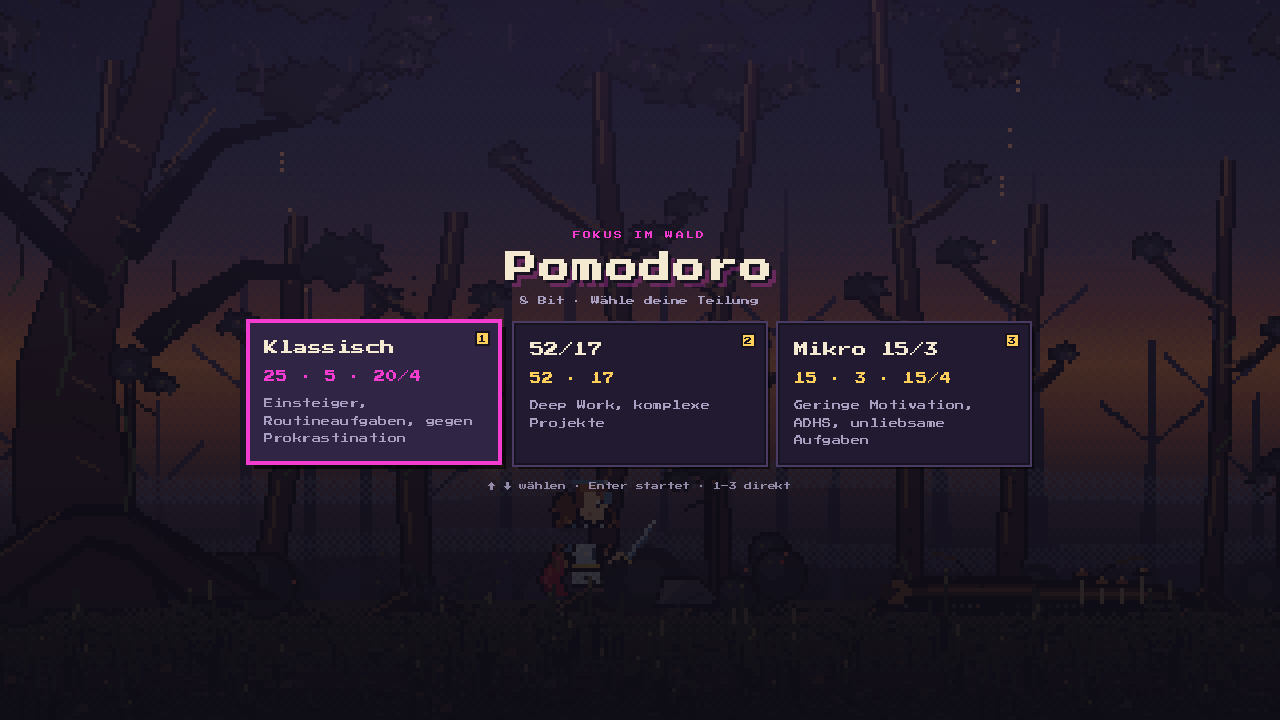 FOKUS IM WALD
Pomodoro
8 Bit · Wähle deine Teilung
Klassisch
1
25 · 5 · 20/4
Einsteiger,
Routineaufgaben, gegen
Prokrastination
52/17
2
52 · 17
Deep Work, komplexe
Projekte
Mikro 15/3
3
15 · 3 · 15/4
Geringe Motivation,
ADHS, unliebsame
Aufgaben
↑ ↓ wählen · Enter startet · 1–3 direkt